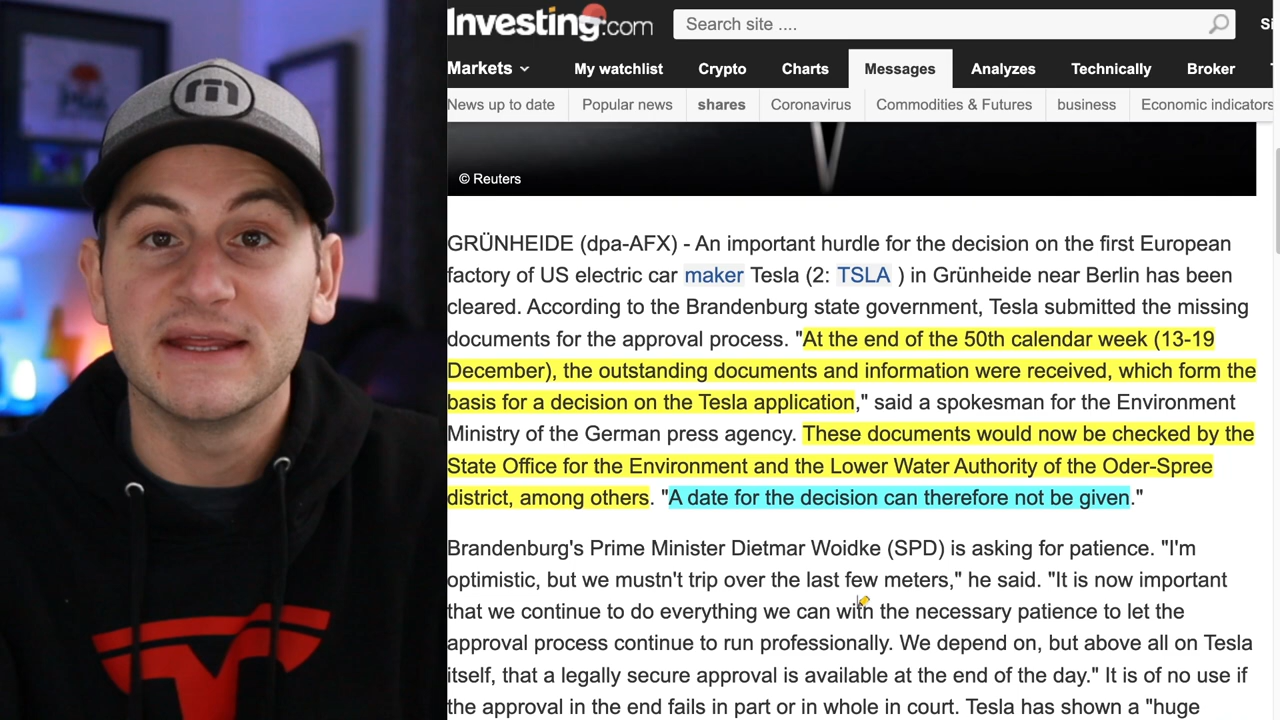 Investing.com
Search site ....
Markets
My watchlist
Crypto
Charts
Messages
Analyzes
Technically
Broker
News up to date
Popular news
shares
Coronavirus
Commodities & Futures
business
Economic indicators
© Reuters
GRÜNHEIDE (dpa-AFX) - An important hurdle for the decision on the first European
factory of US electric car maker Tesla (2: TSLA ) in Grünheide near Berlin has been
cleared. According to the Brandenburg state government, Tesla submitted the missing
documents for the approval process. "At the end of the 50th calendar week (13-19
December), the outstanding documents and information were received, which form the
basis for a decision on the Tesla application," said a spokesman for the Environment
Ministry of the German press agency. These documents would now be checked by the
State Office for the Environment and the Lower Water Authority of the Oder-Spree
district, among others. "A date for the decision can therefore not be given."
Brandenburg's Prime Minister Dietmar Woidke (SPD) is asking for patience. "I'm
optimistic, but we mustn't trip over the last few meters," he said. "It is now important
that we continue to do everything we can with the necessary patience to let the
approval process continue to run professionally. We depend on, but above all on Tesla
itself, that a legally secure approval is available at the end of the day." It is of no use if
the approval in the end fails in part or in whole in court. Tesla has shown a "huge